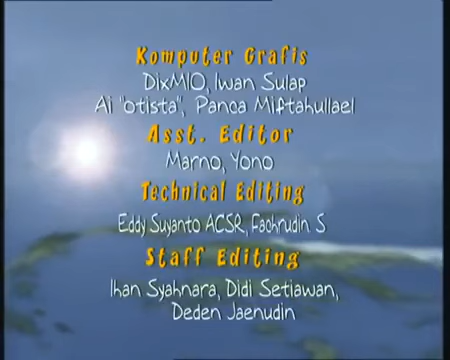 Komputer Grafis
DixMIO, Iwan Sulap
Ai "otista", Panca Miftahullael
Asst. Editor
Marno, Yono
Technical Editing
Eddy Suyanto ACSR, Fachrudin S
Staff Editing
Ihan Syahnara, Didi Setiawan,
Deden Jaenudin